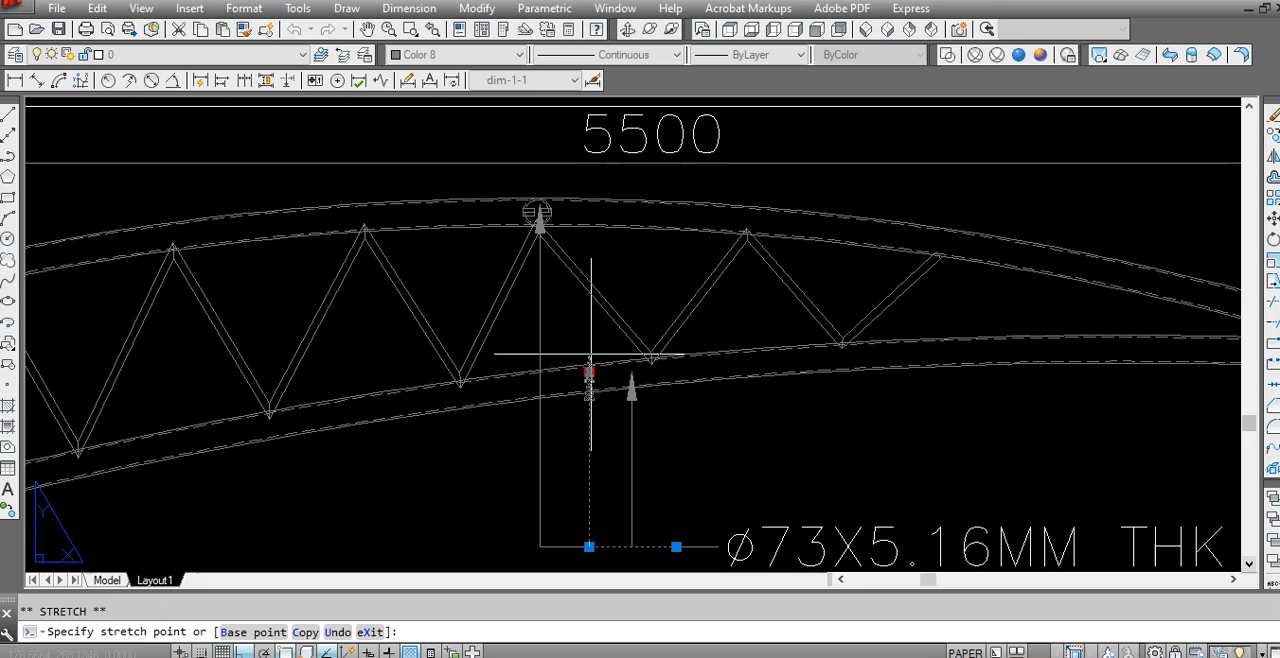 File Edit View Insert Format Tools Draw Dimension Modify Parametric Window Help Acrobat Markups Adobe PDF Express
0 Color 8 Continuous ByLayer ByColor
dim-1-1
5500
Y
X
ø73X5.16MM THK
Model Layout1
** STRETCH **
Specify stretch point or [Base point Copy Undo eXit]:
PAPER